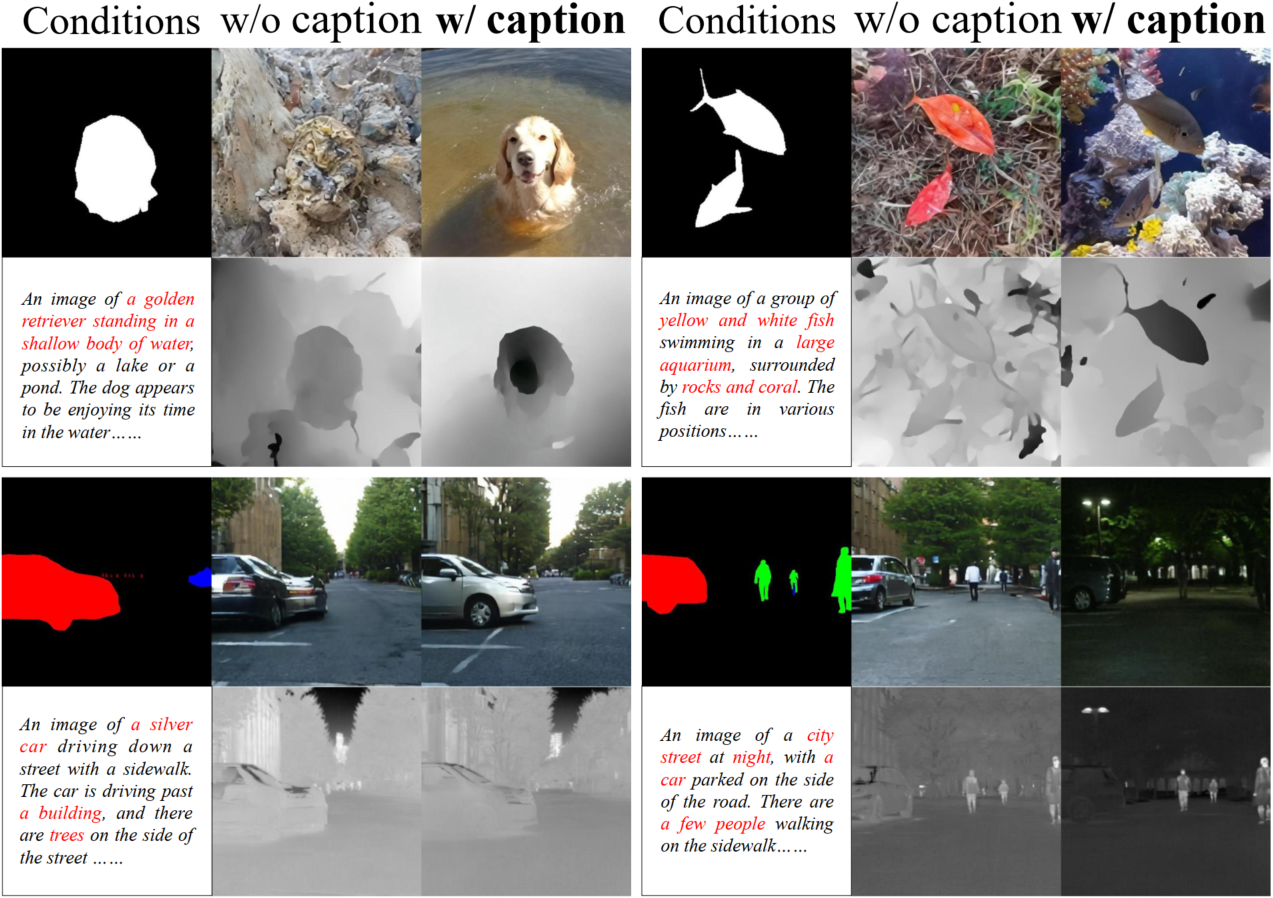 Conditions w/o caption w/ caption
Conditions w/o caption w/ caption
An image of a golden
retriever standing in a
shallow body of water,
possibly a lake or a
pond. The dog appears
to be enjoying its time
in the water……
An image of a group of
yellow and white fish
swimming in a large
aquarium, surrounded
by rocks and coral. The
fish are in various
positions……
An image of a silver
car driving down a
street with a sidewalk.
The car is driving past
a building, and there
are trees on the side of
the street ……
An image of a city
street at night, with a
car parked on the side
of the road. There are
a few people walking
on the sidewalk……